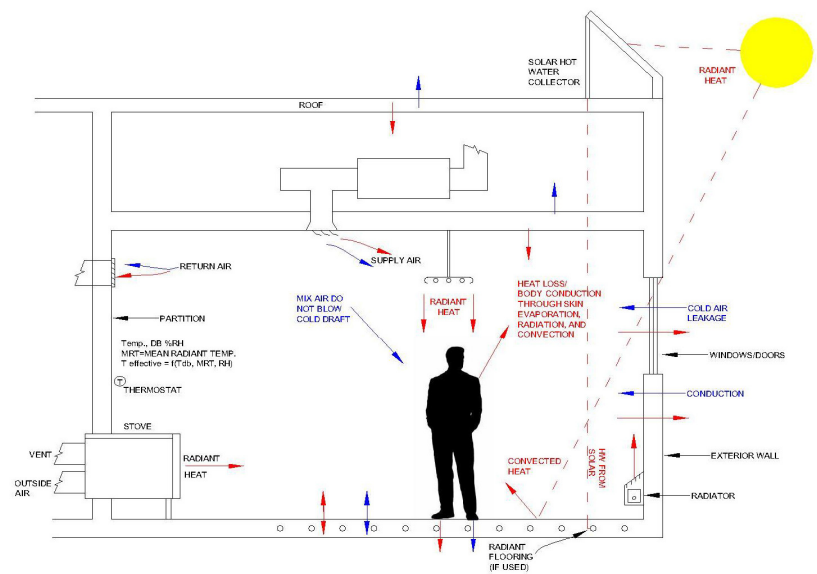 SOLAR HOT
WATER
COLLECTOR
RADIANT
HEAT
ROOF
RETURN AIR
SUPPLY AIR
MIX AIR DO
NOT BLOW
COLD DRAFT
RADIANT
HEAT
HEAT LOSS/
BODY CONDUCTION
THROUGH SKIN
EVAPORATION,
RADIATION, AND
CONVECTION
COLD AIR
LEAKAGE
PARTITION
Temp., DB %RH
MRT=MEAN RADIANT TEMP.
T effective = f(Tdb, MRT, RH)
T
THERMOSTAT
WINDOWS/DOORS
CONDUCTION
STOVE
VENT
RADIANT
HEAT
OUTSIDE
AIR
CONVECTED
HEAT
HW FROM
SOLAR
EXTERIOR WALL
RADIATOR
RADIANT
FLOORING
(IF USED)